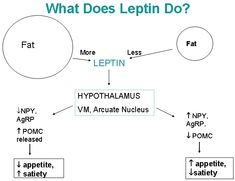 What Does Leptin Do?
Fat
Fat
More
Less
LEPTIN
HYPOTHALAMUS
VM, Arcuate Nucleus
↓NPY,
AgRP
↑ POMC
released
↑ NPY,
AgRP,
↓ POMC
↓ appetite,
↑ satiety
↑ appetite,
↓satiety